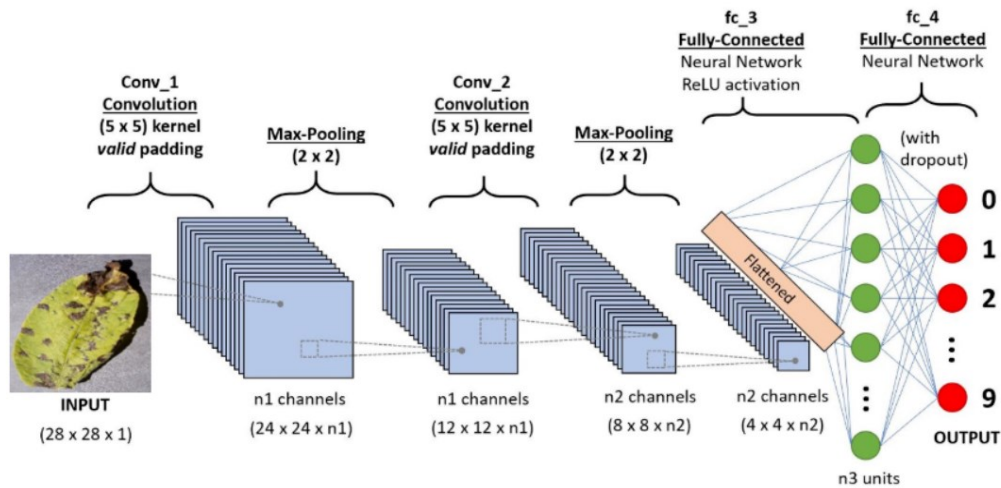 Conv_1
Convolution
(5 x 5) kernel
valid padding
Max-Pooling
(2 x 2)
Conv_2
Convolution
(5 x 5) kernel
valid padding
Max-Pooling
(2 x 2)
fc_3
Fully-Connected
Neural Network
ReLU activation
fc_4
Fully-Connected
Neural Network
(with
dropout)
INPUT
(28 x 28 x 1)
n1 channels
(24 x 24 x n1)
n1 channels
(12 x 12 x n1)
n2 channels
(8 x 8 x n2)
n2 channels
(4 x 4 x n2)
Flattened
n3 units
0
1
2
9
OUTPUT